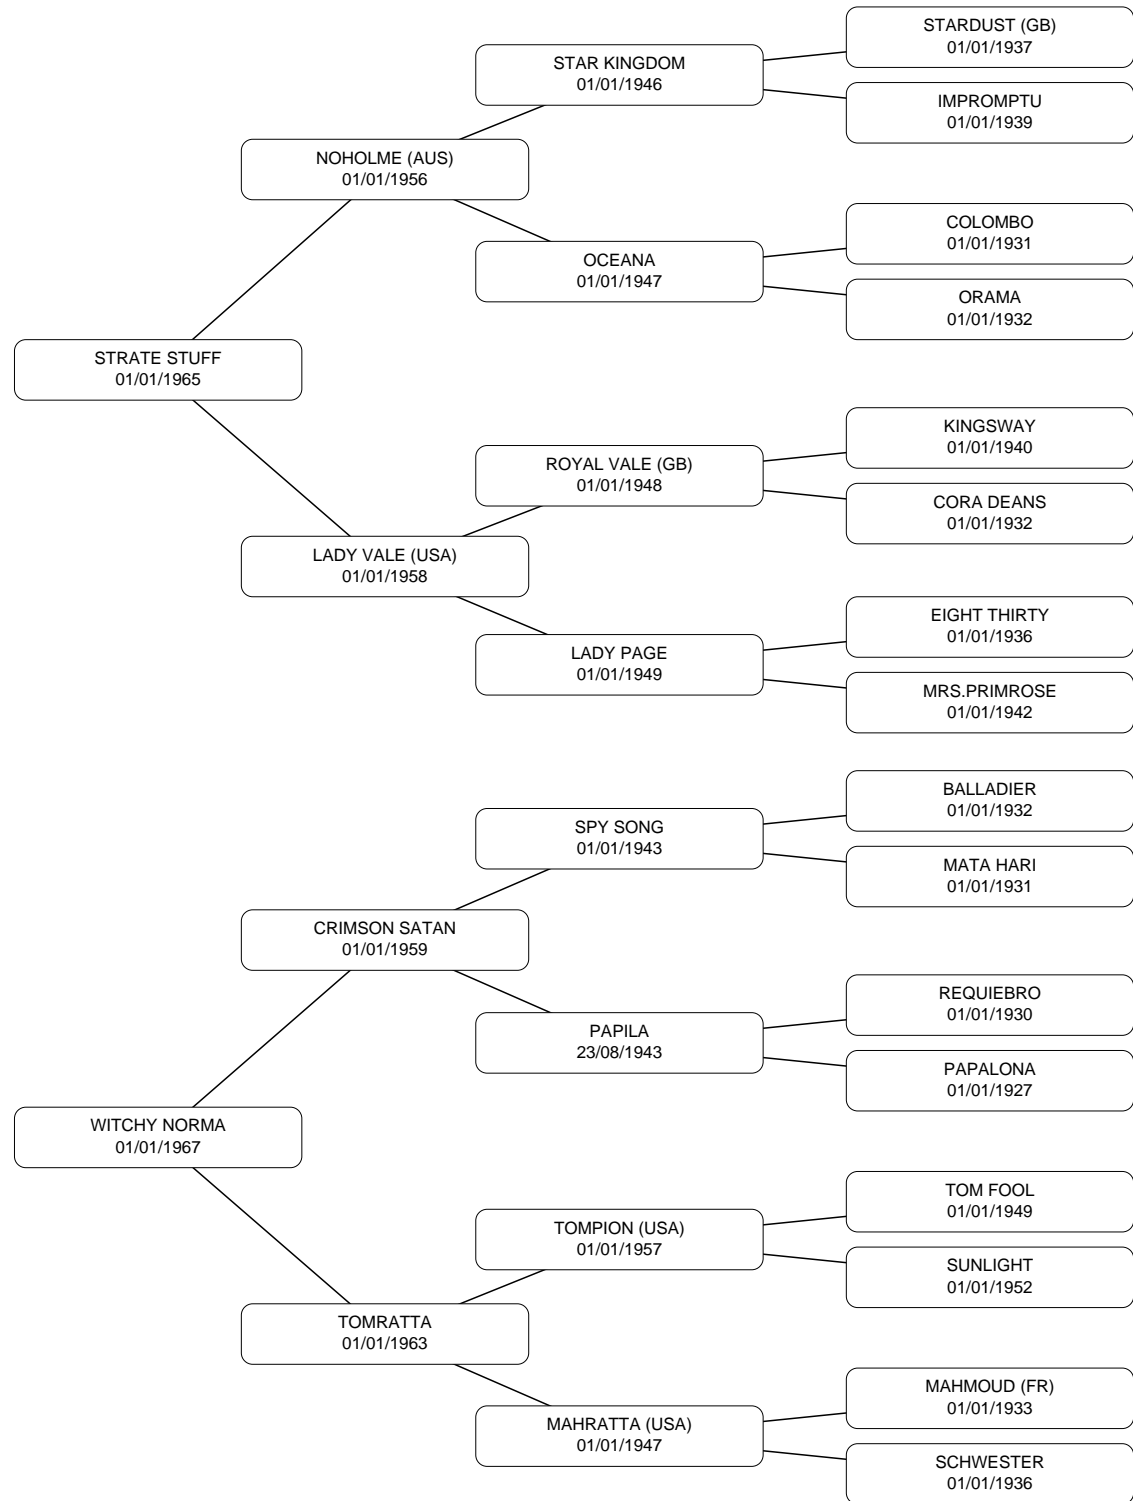 STARDUST (GB)
01/01/1937
STAR KINGDOM
01/01/1946
IMPROMPTU
01/01/1939
NOHOLME (AUS)
01/01/1956
COLOMBO
01/01/1931
OCEANA
01/01/1947
ORAMA
01/01/1932
STRATE STUFF
01/01/1965
KINGSWAY
01/01/1940
ROYAL VALE (GB)
01/01/1948
CORA DEANS
01/01/1932
LADY VALE (USA)
01/01/1958
EIGHT THIRTY
01/01/1936
LADY PAGE
01/01/1949
MRS.PRIMROSE
01/01/1942
BALLADIER
01/01/1932
SPY SONG
01/01/1943
MATA HARI
01/01/1931
CRIMSON SATAN
01/01/1959
REQUIEBRO
01/01/1930
PAPILA
23/08/1943
PAPALONA
01/01/1927
WITCHY NORMA
01/01/1967
TOM FOOL
01/01/1949
TOMPION (USA)
01/01/1957
SUNLIGHT
01/01/1952
TOMRATTA
01/01/1963
MAHMOUD (FR)
01/01/1933
MAHRATTA (USA)
01/01/1947
SCHWESTER
01/01/1936